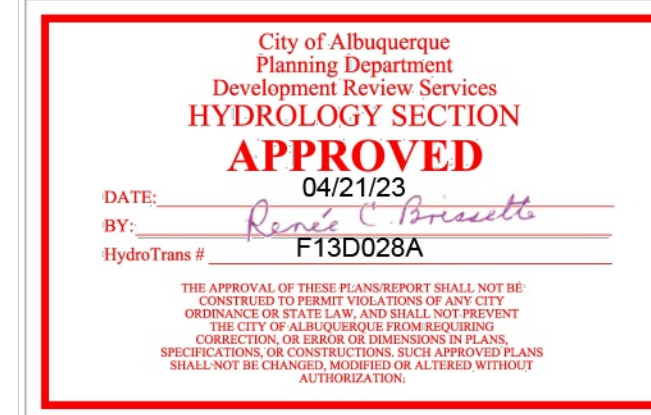 City of Albuquerque
Planning Department
Development Review Services
HYDROLOGY SECTION
APPROVED
DATE: 04/21/23
BY: Renée C. Brissette
HydroTrans # F13D028A
THE APPROVAL OF THESE PLANS/REPORT SHALL NOT BE
CONSTRUED TO PERMIT VIOLATIONS OF ANY CITY
ORDINANCE OR STATE LAW, AND SHALL NOT PREVENT
THE CITY OF ALBUQUERQUE FROM REQUIRING
CORRECTION, OR ERROR OR DIMENSIONS IN PLANS,
SPECIFICATIONS, OR CONSTRUCTIONS. SUCH APPROVED PLANS
SHALL NOT BE CHANGED, MODIFIED OR ALTERED WITHOUT
AUTHORIZATION.